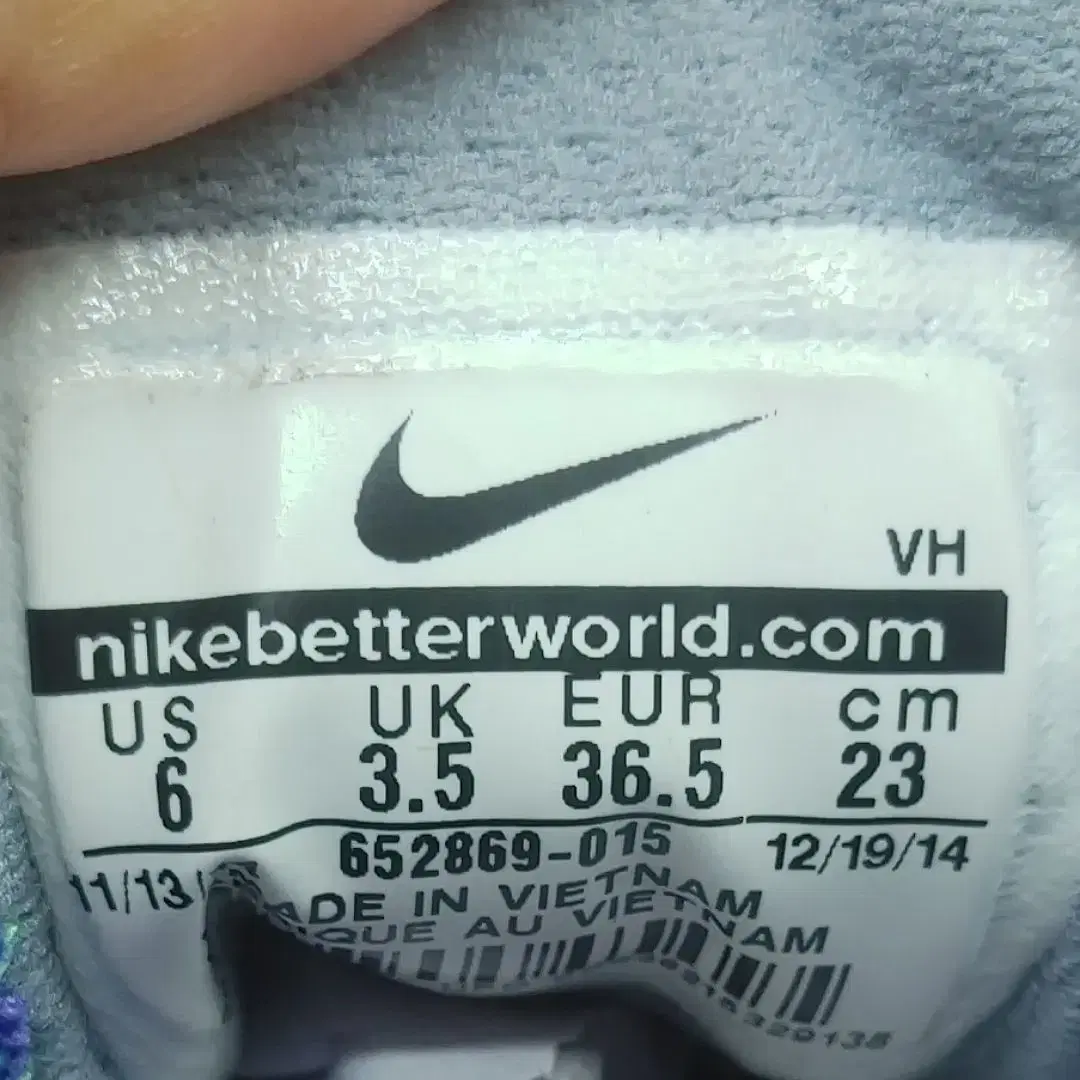 VH
nikebetterworld.com
US UK EUR cm
6 3.5 36.5 23
652869-015 12/19/14
11/13/
ADE IN VIETNAM
IQUE AU VIETNAM